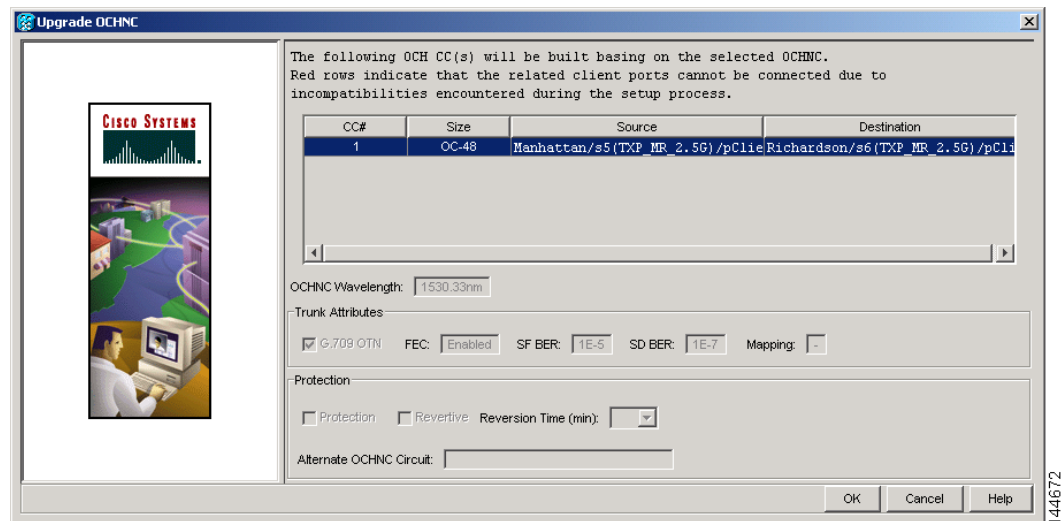 Upgrade OCHNC
The following OCH CC(s) will be built basing on the selected OCHNC.
Red rows indicate that the related client ports cannot be connected due to
incompatibilities encountered during the setup process.
CISCO SYSTEMS
CC# Size Source Destination
1 OC-48 Manhattan/s5(TXP_MR_2.5G)/pClie Richardson/s6(TXP_MR_2.5G)/pCli
OCHNC Wavelength: 1530.33nm
Trunk Attributes
G.709 OTN FEC: Enabled SF BER: 1E-5 SD BER: 1E-7 Mapping: -
Protection
Protection Revertive Reversion Time (min):
Alternate OCHNC Circuit:
OK Cancel Help
144672